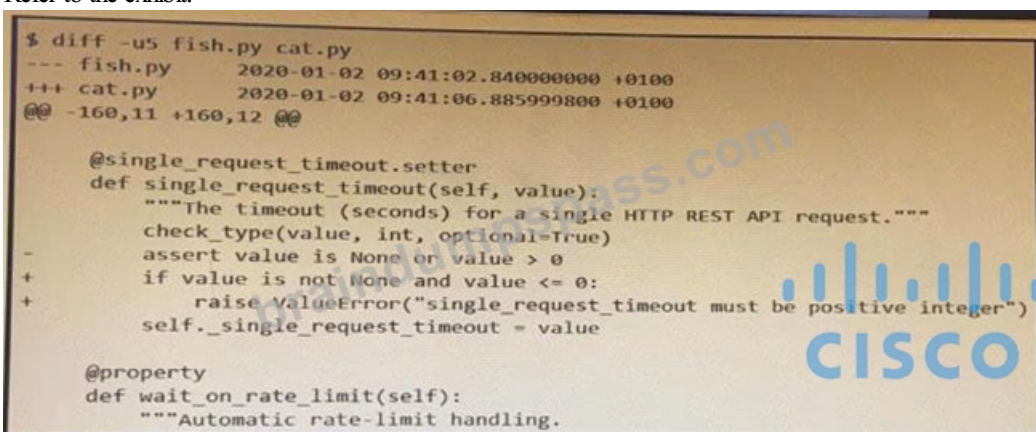 $ diff -u5 fish.py cat.py
--- fish.py 2020-01-02 09:41:02.840000000 +0100
+++ cat.py 2020-01-02 09:41:06.885999800 +0100
@@ -160,11 +160,12 @@
@single_request_timeout.setter
def single_request_timeout(self, value):
"""The timeout (seconds) for a single HTTP REST API request."""
check_type(value, int, optional=True)
- assert value is None or value > 0
+ if value is not None and value <= 0:
+ raise ValueError("single_request_timeout must be positive integer")
self._single_request_timeout = value
@property
def wait_on_rate_limit(self):
"""Automatic rate-limit handling.
braindumpspass.com
CISCO